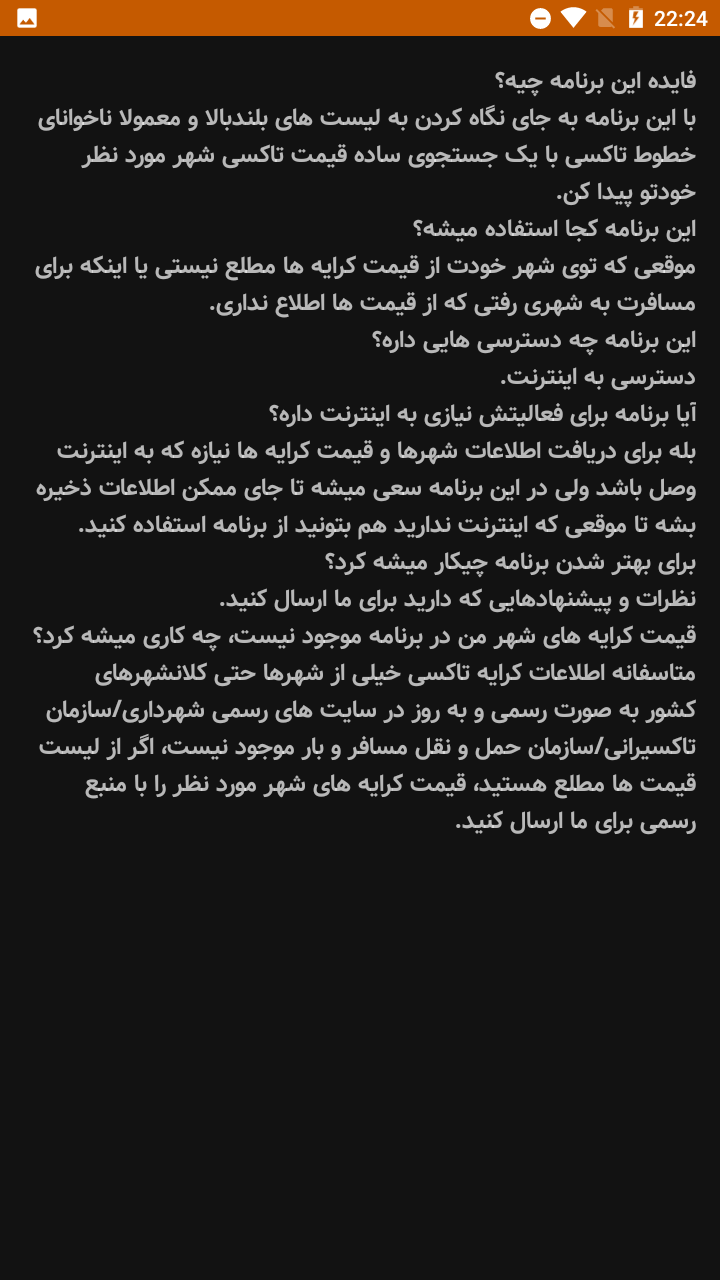 22:24
فایده این برنامه چیه؟
با این برنامه به جای نگاه کردن به لیست های بلندبالا و معمولا ناخوانای
خطوط تاکسی با یک جستجوی ساده قیمت تاکسی شهر مورد نظر
خودتو پیدا کن.
این برنامه کجا استفاده میشه؟
موقعی که توی شهر خودت از قیمت کرایه ها مطلع نیستی یا اینکه برای
مسافرت به شهری رفتی که از قیمت ها اطلاع نداری.
این برنامه چه دسترسی هایی داره؟
دسترسی به اینترنت.
آیا برنامه برای فعالیتش نیازی به اینترنت داره؟
بله برای دریافت اطلاعات شهرها و قیمت کرایه ها نیازه که به اینترنت
وصل باشد ولی در این برنامه سعی میشه تا جای ممکن اطلاعات ذخیره
بشه تا موقعی که اینترنت ندارید هم بتونید از برنامه استفاده کنید.
برای بهتر شدن برنامه چیکار میشه کرد؟
نظرات و پیشنهادهایی که دارید برای ما ارسال کنید.
قیمت کرایه های شهر من در برنامه موجود نیست، چه کاری میشه کرد؟
متاسفانه اطلاعات کرایه تاکسی خیلی از شهرها حتی کلانشهرهای
کشور به صورت رسمی و به روز در سایت های رسمی شهرداری/سازمان
تاکسیرانی/سازمان حمل و نقل مسافر و بار موجود نیست، اگر از لیست
قیمت ها مطلع هستید، قیمت کرایه های شهر مورد نظر را با منبع
رسمی برای ما ارسال کنید.